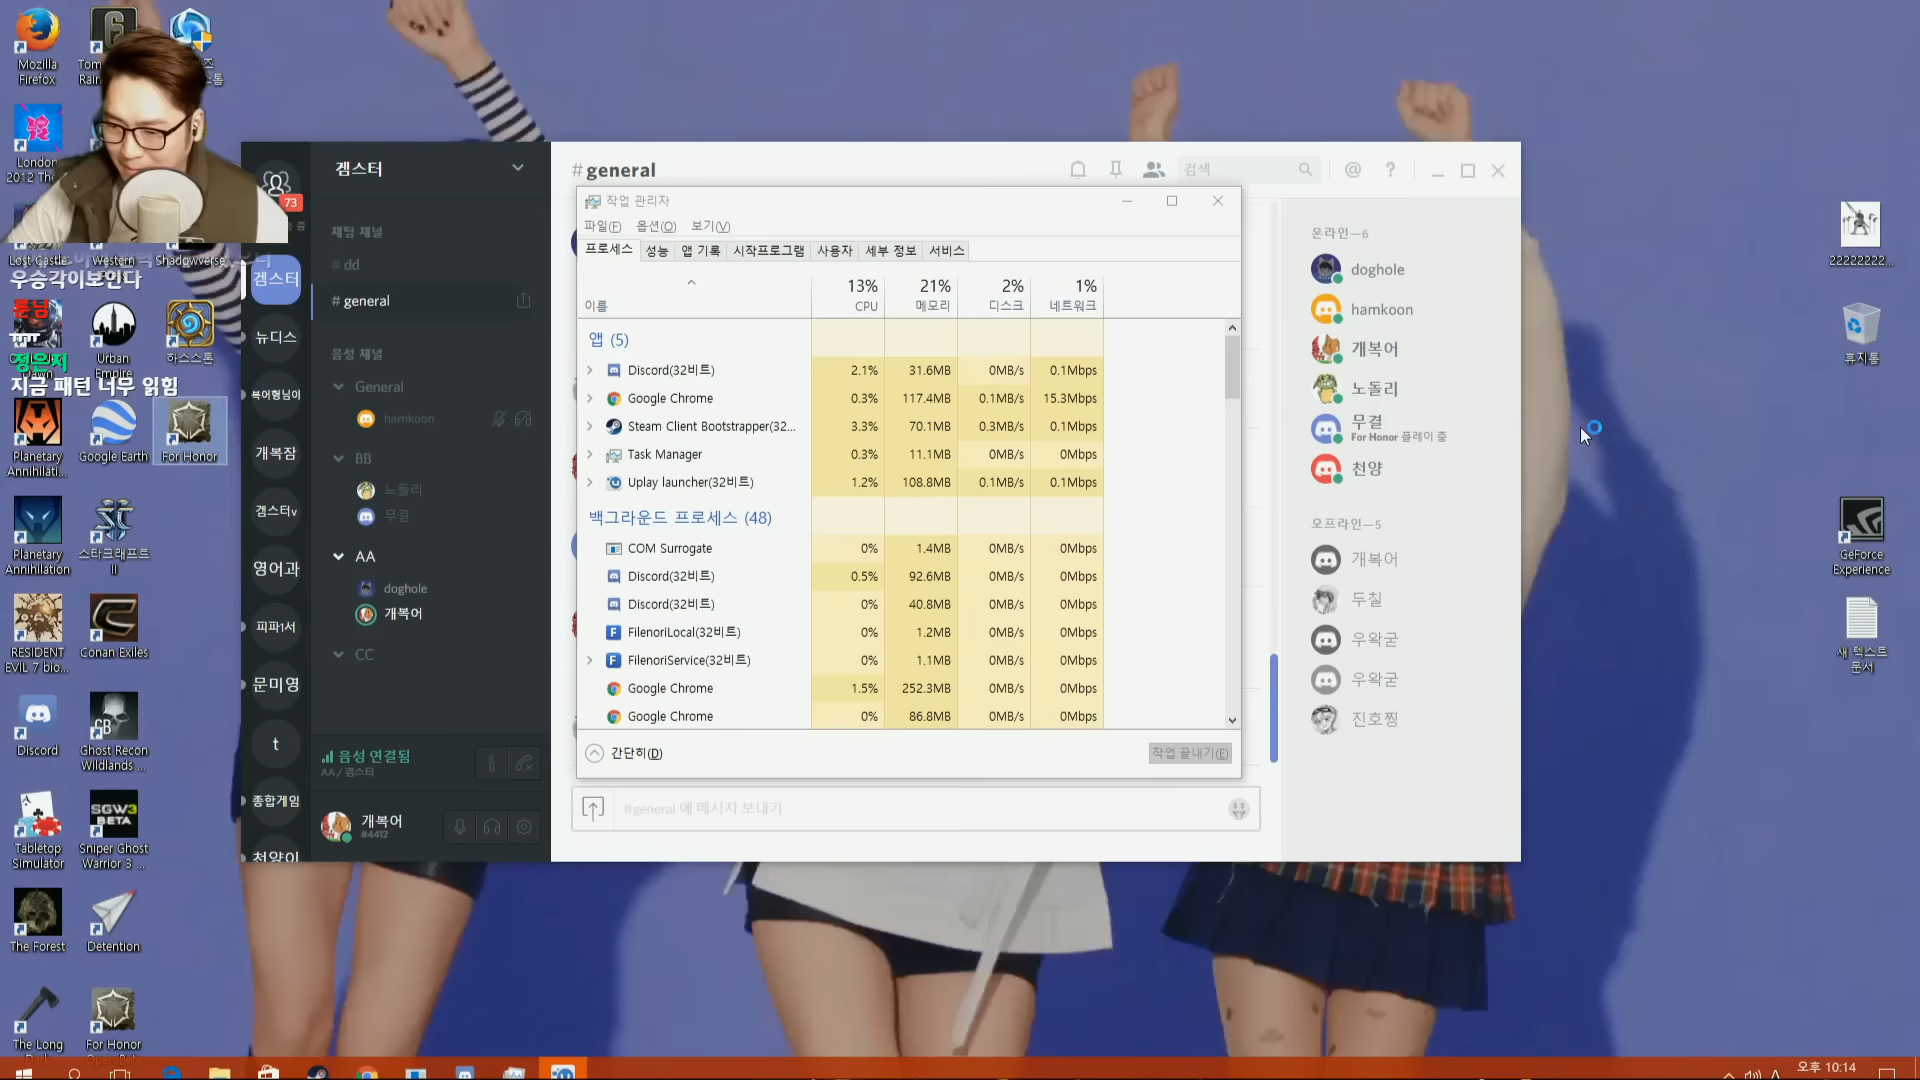 Mozilla
Firefox
London
2012 The
Lost Castle
Western
Shadowverse
우승각이보인다
정은지
지금 패턴 너무 읽힘
Urban
Empire
하스스톤
Planetary
Annihilati...
Google Earth
For Honor
Planetary
Annihilation
스타크래프트
II
RESIDENT
EVIL 7 bio...
Conan Exiles
Discord
Ghost Recon
Wildlands ...
Tabletop
Simulator
SGW3
BETA
Sniper Ghost
Warrior 3 ...
The Forest
Detention
The Long
For Honor
73
겜스터
뉴디스
복어형님이
개복잠
겜스터v
영어과
피파1서
문미영
t
종합게임
천양이
겜스터
채팅 채널
# dd
# general
음성 채널
General
hamkoon
BB
노돌리
무결
AA
doghole
개복어
CC
음성 연결됨
AA / 겜스터
개복어
#4412
#general
검색
작업 관리자
파일(F) 옵션(O) 보기(V)
프로세스 성능 앱 기록 시작프로그램 사용자 세부 정보 서비스
13% 21% 2% 1%
이름 CPU 메모리 디스크 네트워크
앱 (5)
Discord(32비트) 2.1% 31.6MB 0MB/s 0.1Mbps
Google Chrome 0.3% 117.4MB 0.1MB/s 15.3Mbps
Steam Client Bootstrapper(32... 3.3% 70.1MB 0.3MB/s 0.1Mbps
Task Manager 0.3% 11.1MB 0MB/s 0Mbps
Uplay launcher(32비트) 1.2% 108.8MB 0.1MB/s 0.1Mbps
백그라운드 프로세스 (48)
COM Surrogate 0% 1.4MB 0MB/s 0Mbps
Discord(32비트) 0.5% 92.6MB 0MB/s 0Mbps
Discord(32비트) 0% 40.8MB 0MB/s 0Mbps
FilenoriLocal(32비트) 0% 1.2MB 0MB/s 0Mbps
FilenoriService(32비트) 0% 1.1MB 0MB/s 0Mbps
Google Chrome 1.5% 252.3MB 0MB/s 0Mbps
Google Chrome 0% 86.8MB 0MB/s 0Mbps
간단히(D)
작업 끝내기(E)
#general 에 메시지 보내기
온라인—6
doghole
hamkoon
개복어
노돌리
무결
For Honor 플레이 중
천양
오프라인—5
개복어
두칠
우왁굳
우왁굳
진호찡
22222222...
휴지통
GeForce
Experience
새 텍스트
문서
오후 10:14